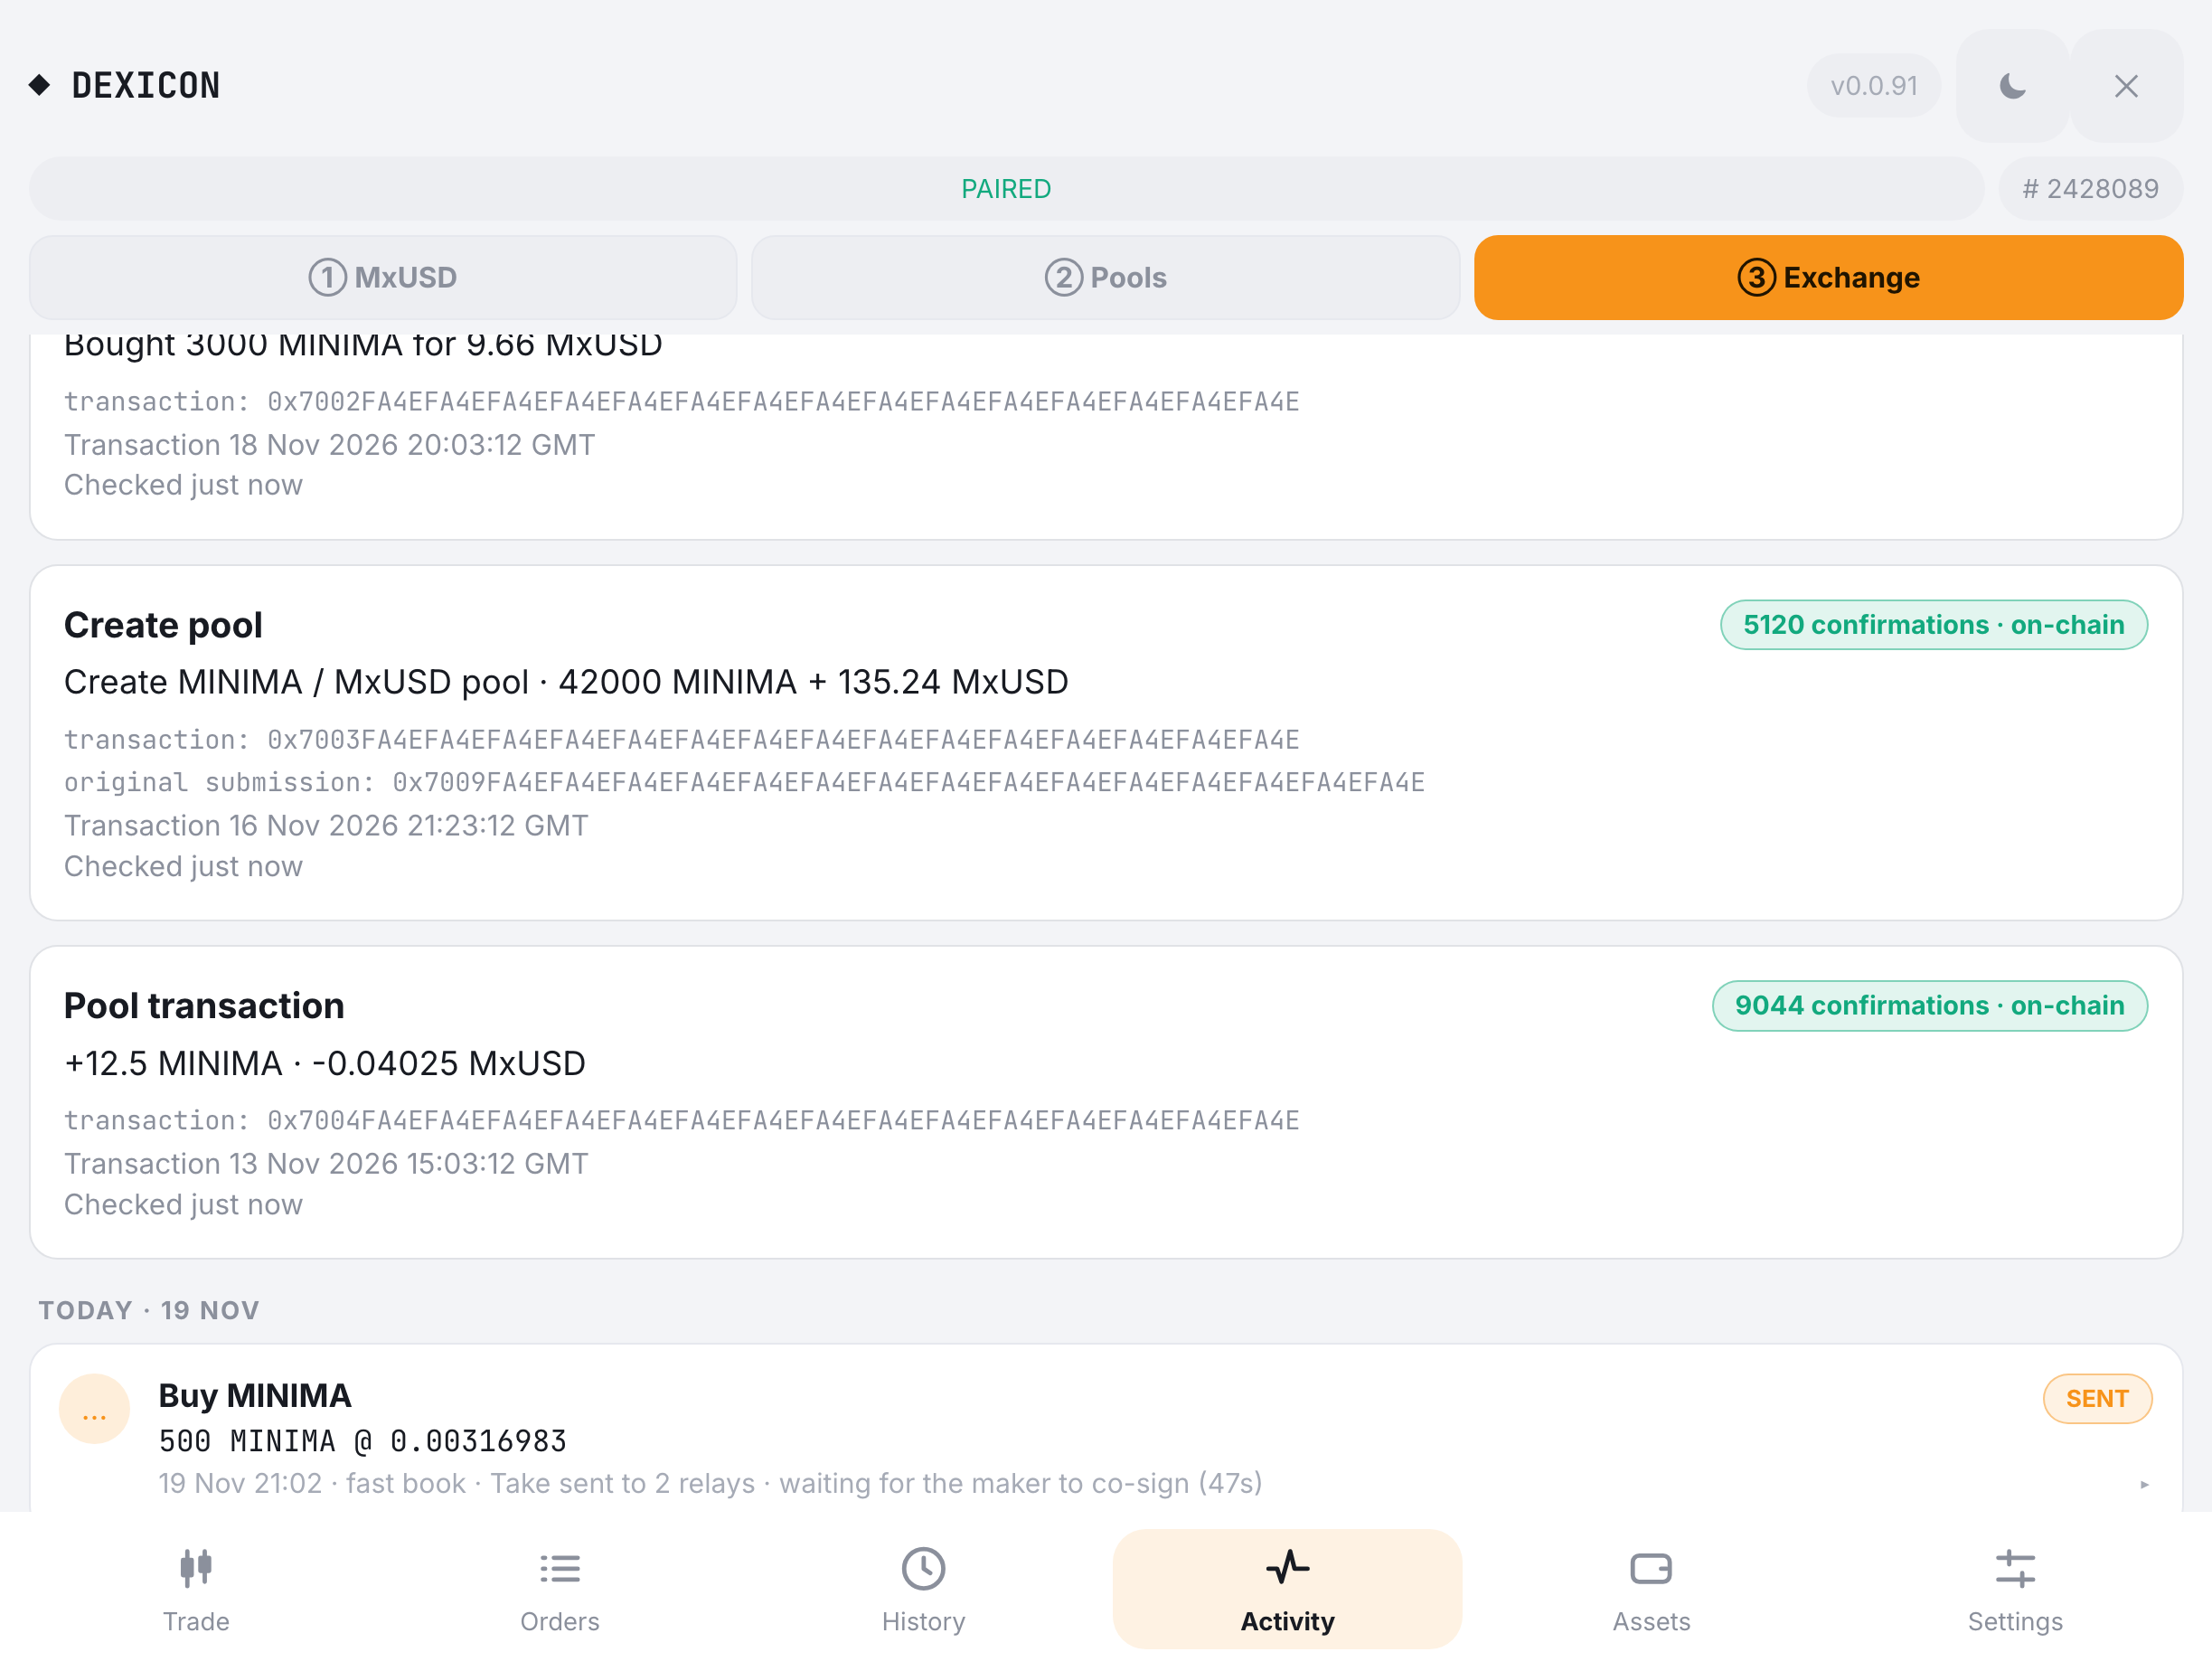 DEXICON
v0.0.91
PAIRED
# 2428089
1 MxUSD
2 Pools
3 Exchange
Bought 3000 MINIMA for 9.66 MxUSD
transaction: 0x7002FA4EFA4EFA4EFA4EFA4EFA4EFA4EFA4EFA4EFA4EFA4EFA4EFA4EFA4EFA4EFA4E
Transaction 18 Nov 2026 20:03:12 GMT
Checked just now
Create pool
5120 confirmations · on-chain
Create MINIMA / MxUSD pool · 42000 MINIMA + 135.24 MxUSD
transaction: 0x7003FA4EFA4EFA4EFA4EFA4EFA4EFA4EFA4EFA4EFA4EFA4EFA4EFA4EFA4EFA4EFA4E
original submission: 0x7009FA4EFA4EFA4EFA4EFA4EFA4EFA4EFA4EFA4EFA4EFA4EFA4EFA4EFA4EFA4EFA4E
Transaction 16 Nov 2026 21:23:12 GMT
Checked just now
Pool transaction
9044 confirmations · on-chain
+12.5 MINIMA · -0.04025 MxUSD
transaction: 0x7004FA4EFA4EFA4EFA4EFA4EFA4EFA4EFA4EFA4EFA4EFA4EFA4EFA4EFA4EFA4EFA4E
Transaction 13 Nov 2026 15:03:12 GMT
Checked just now
TODAY · 19 NOV
Buy MINIMA
SENT
500 MINIMA @ 0.00316983
19 Nov 21:02 · fast book · Take sent to 2 relays · waiting for the maker to co-sign (47s)
Trade
Orders
History
Activity
Assets
Settings